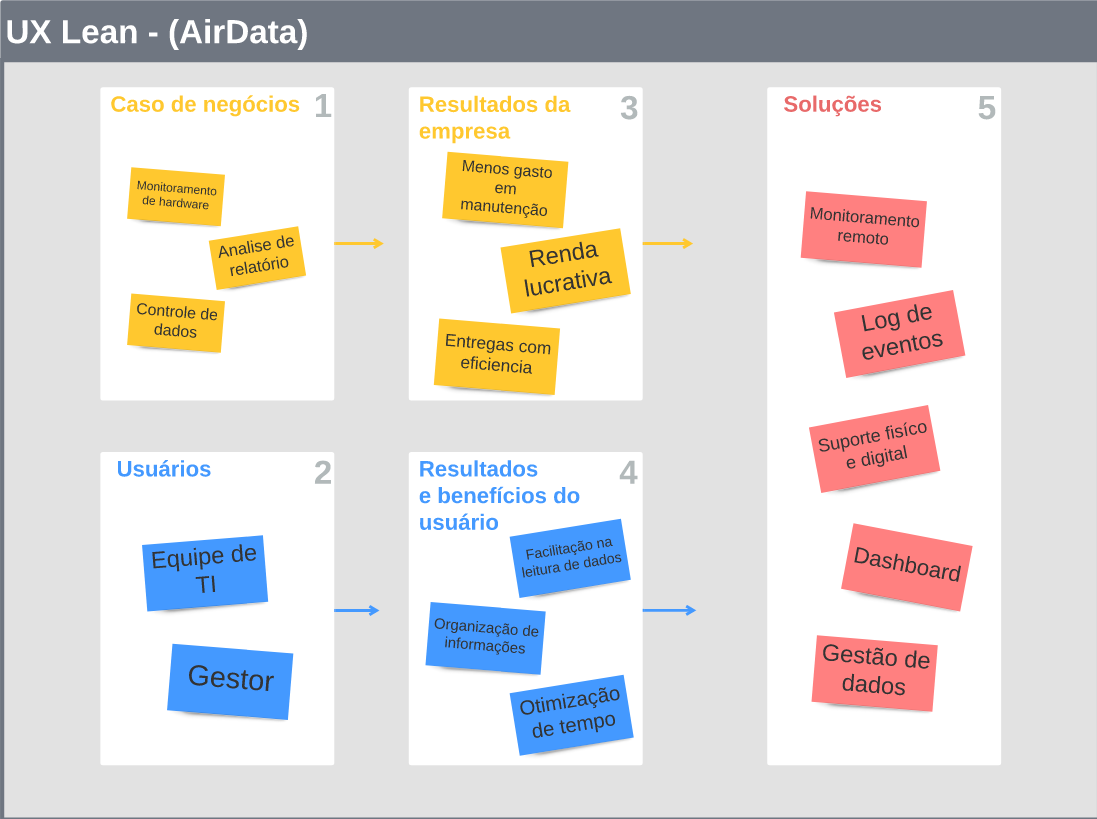 UX Lean - (AirData)
Caso de negócios
1
Monitoramento
de hardware
Analise de
relatório
Controle de
dados
Usuários
2
Equipe de
TI
Gestor
Resultados da
empresa
3
Menos gasto
em
manutenção
Renda
lucrativa
Entregas com
eficiencia
Resultados
e benefícios do
usuário
4
Facilitação na
leitura de dados
Organização de
informações
Otimização
de tempo
Soluções
5
Monitoramento
remoto
Log de
eventos
Suporte fisíco
e digital
Dashboard
Gestão de
dados